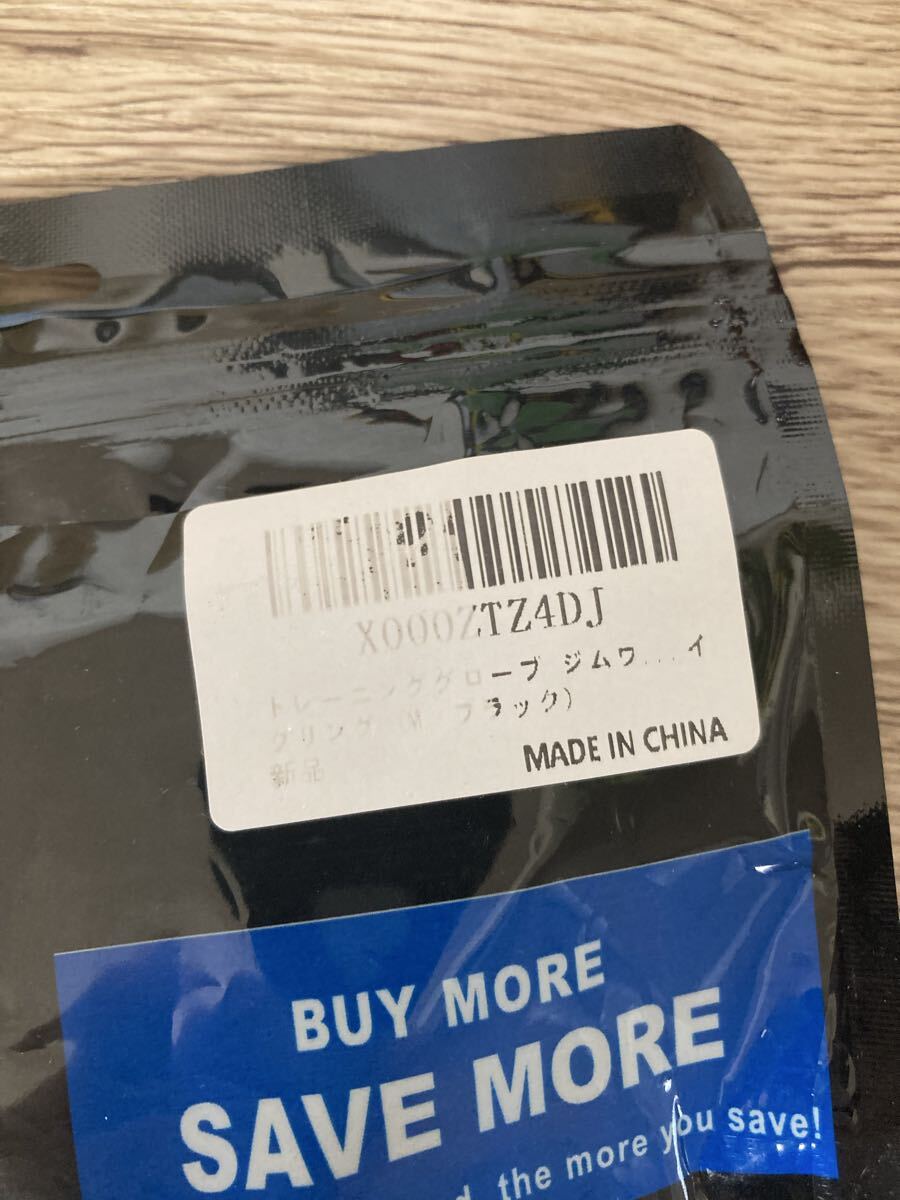 X000ZTZ4DJ
トレーニンググローブ ジムワ...イ
クリング (M ブラック)
新品
MADE IN CHINA
BUY MORE
SAVE MORE
the more you save!